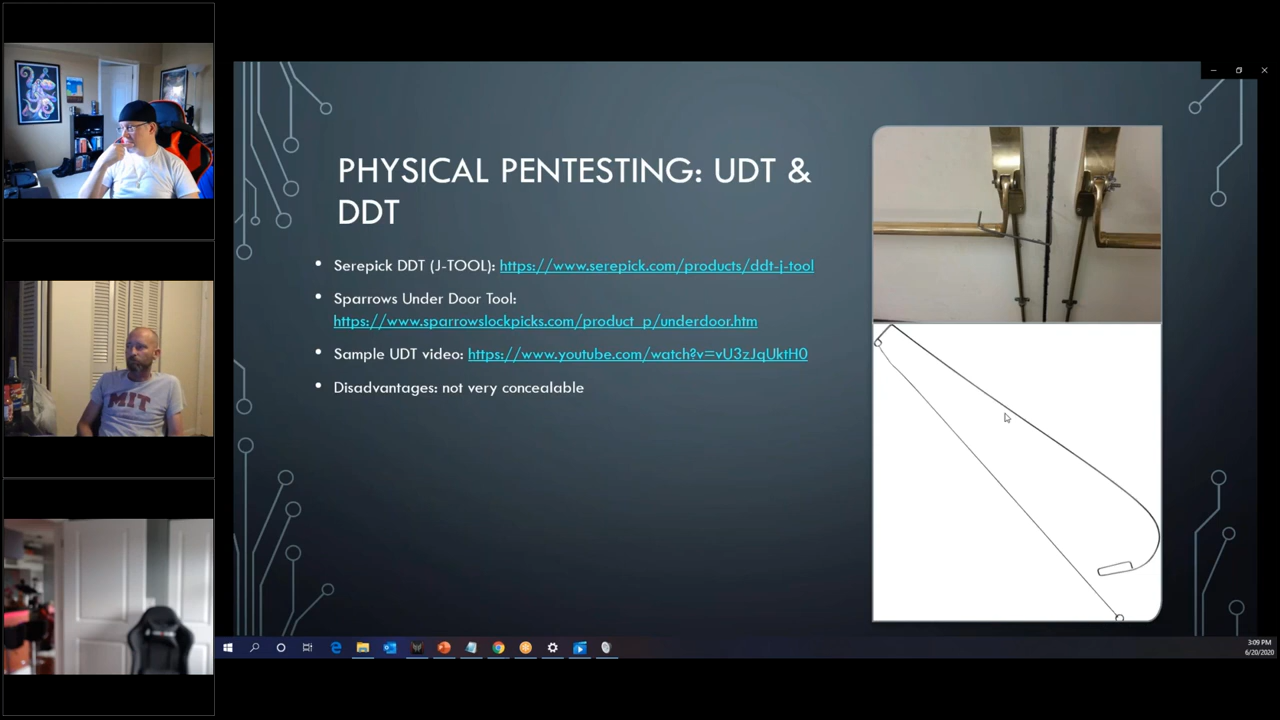 PHYSICAL PENTESTING: UDT &
DDT
• Serepick DDT (J-TOOL): https://www.serepick.com/products/ddt-j-tool
• Sparrows Under Door Tool:
https://www.sparrowslockpicks.com/product_p/underdoor.htm
• Sample UDT video: https://www.youtube.com/watch?v=vU3zJqUktH0
• Disadvantages: not very concealable
MIT
3:09 PM
6/20/2020